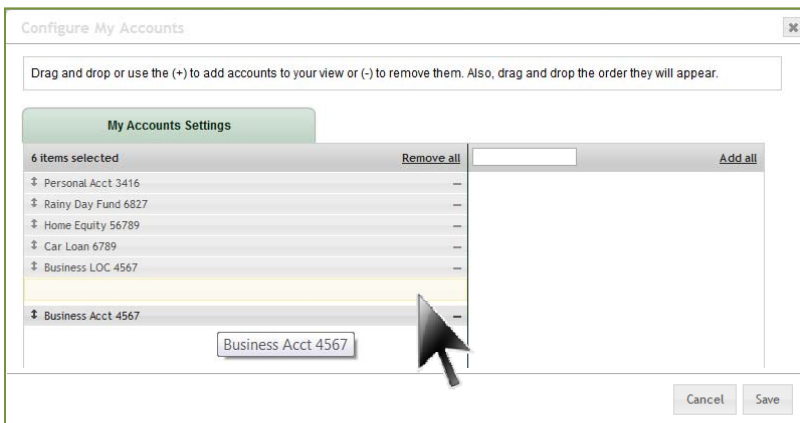 Configure My Accounts
Drag and drop or use the (+) to add accounts to your view or (-) to remove them. Also, drag and drop the order they will appear.
My Accounts Settings
6 items selected Remove all Add all
Personal Acct 3416 –
Rainy Day Fund 6827 –
Home Equity 56789 –
Car Loan 6789 –
Business LOC 4567 –
Business Acct 4567 –
Business Acct 4567
Cancel Save